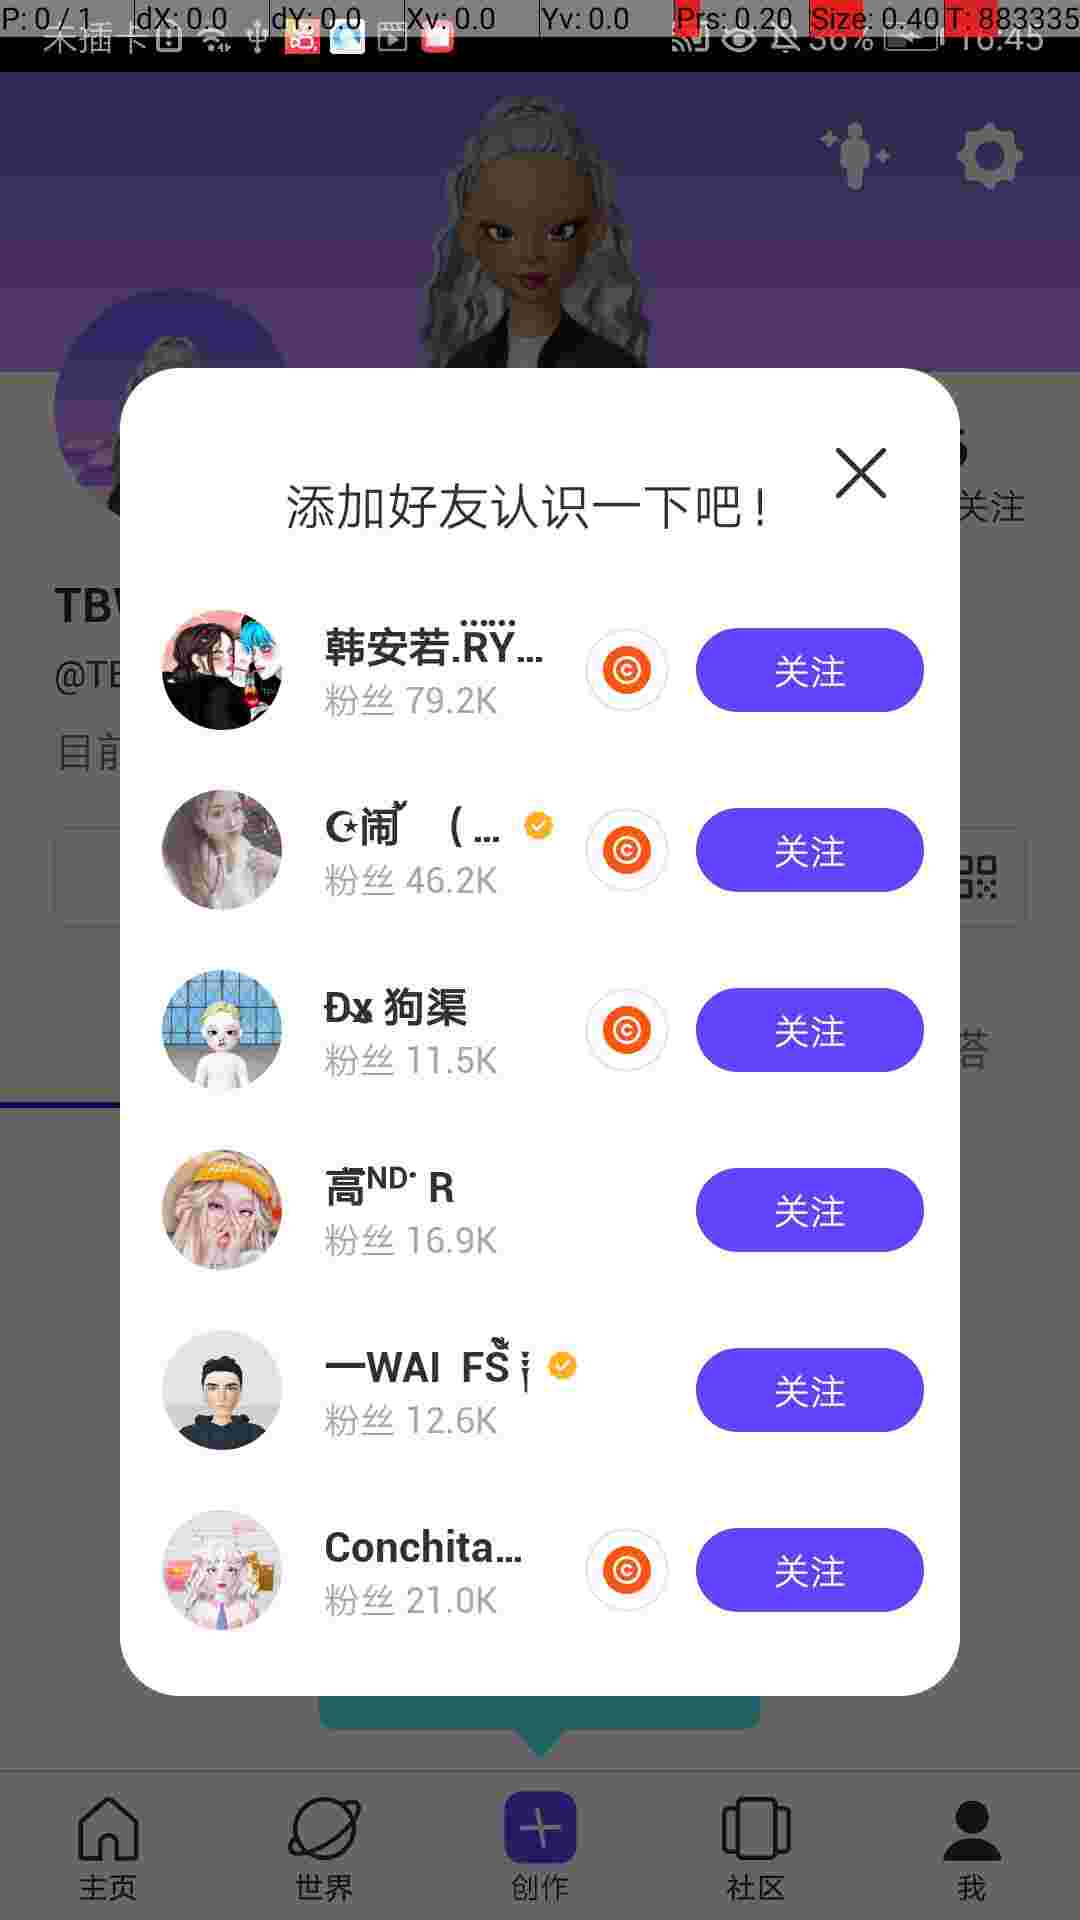 P: 0 / 1 dX: 0.0 dY: 0.0 Xv: 0.0 Yv: 0.0 Prs: 0.20 Size: 0.40 T: 883335
未插卡 36% 16:45
添加好友认识一下吧!
关注
TB
@TB
目前
韩安若.RY...
粉丝 79.2K
关注
闹 ( ...
粉丝 46.2K
关注
Ðx 狗渠
粉丝 11.5K
关注
搭
高ND· R
粉丝 16.9K
关注
一WAI FS
粉丝 12.6K
关注
Conchita...
粉丝 21.0K
关注
主页 世界 创作 社区 我